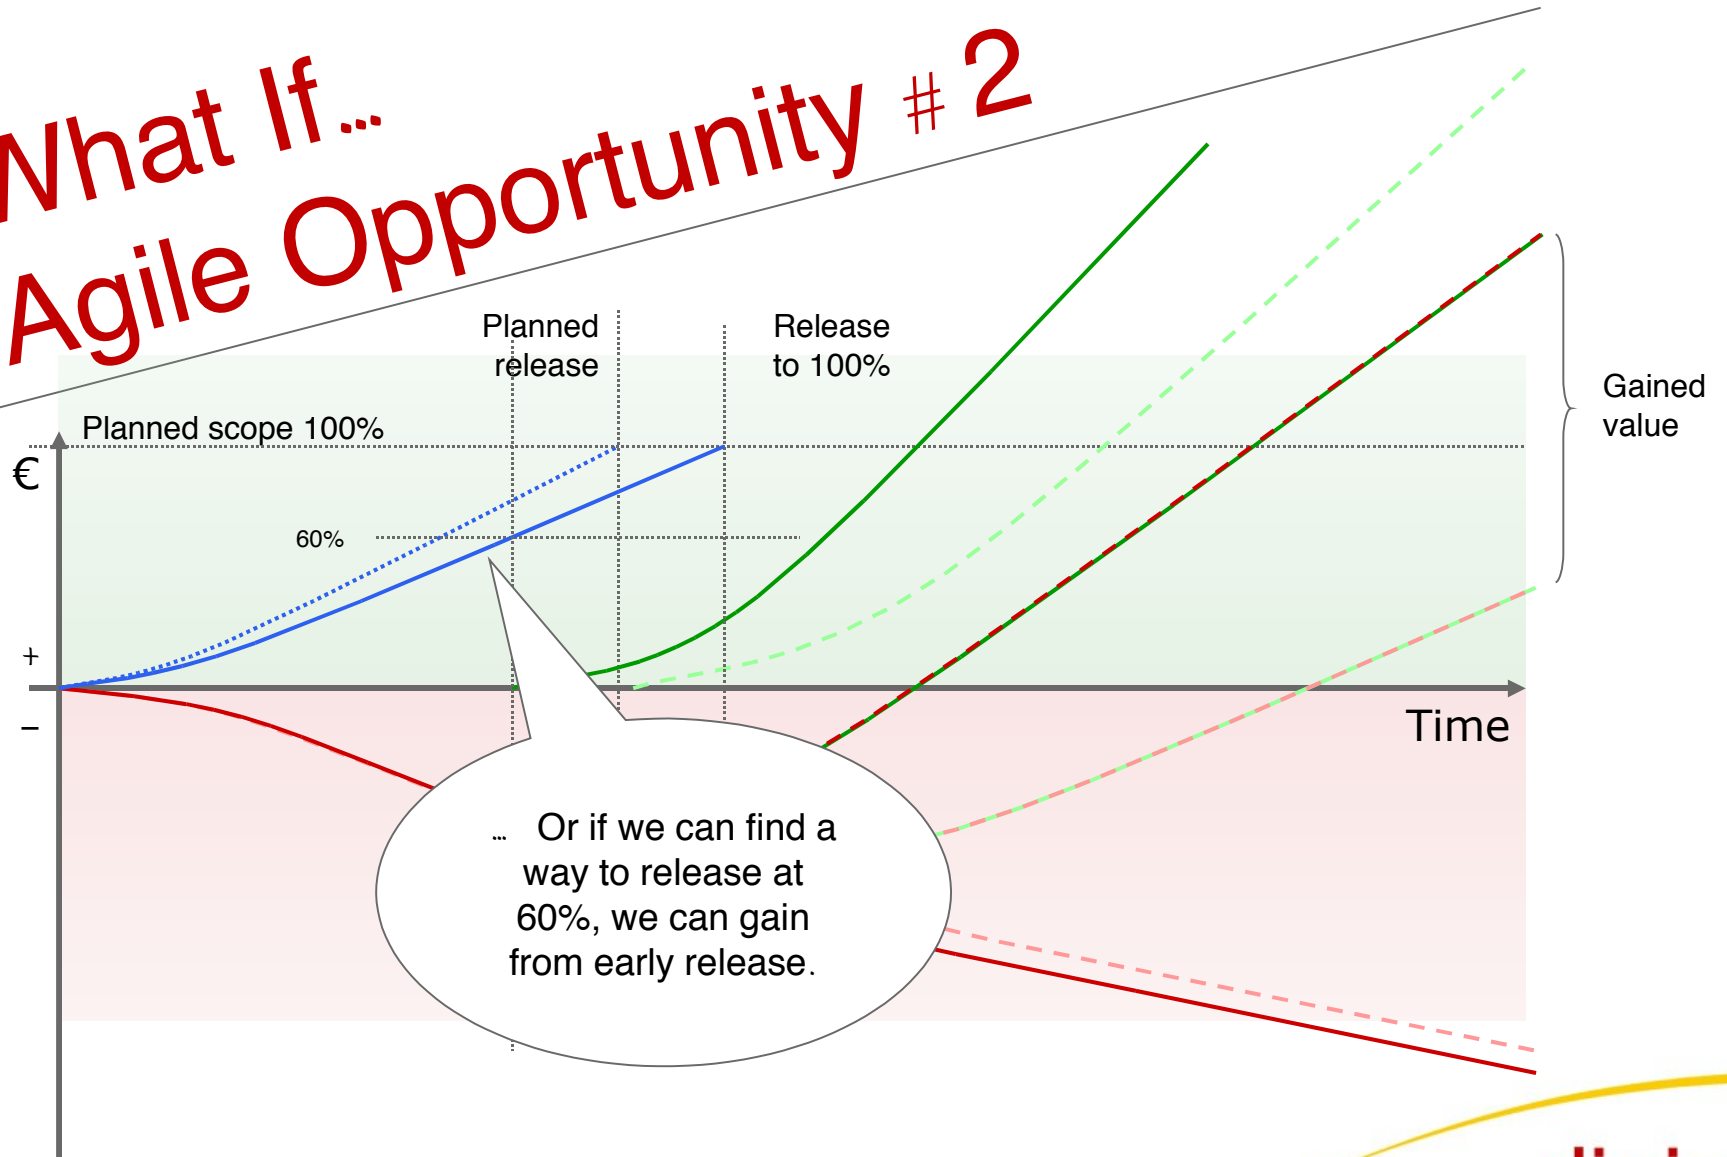 What If...
Agile Opportunity # 2
Planned
release
Release
to 100%
Planned scope 100%
€
60%
+
–
Gained
value
Time
... Or if we can find a
way to release at
60%, we can gain
from early release.